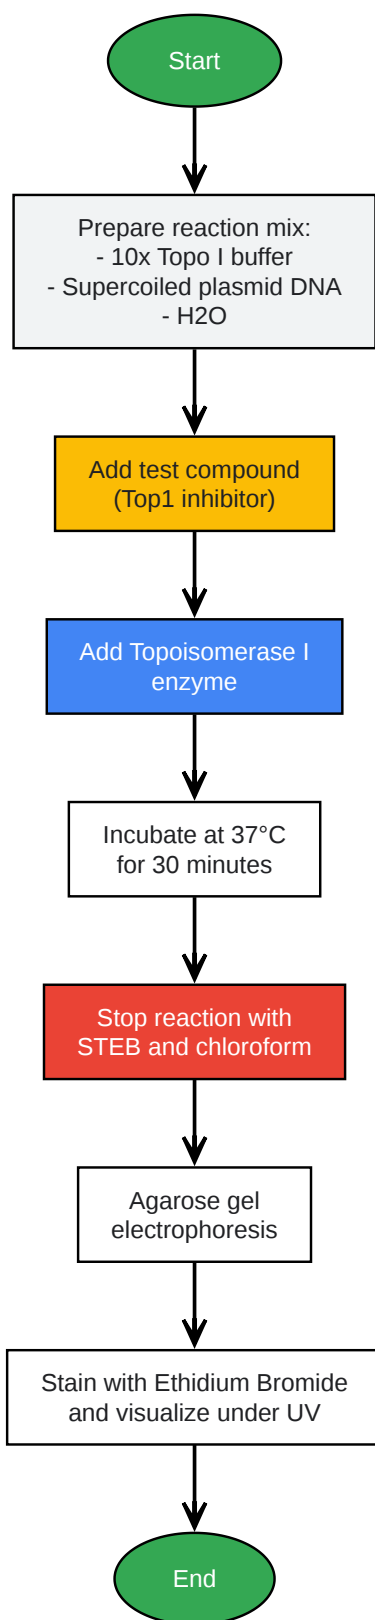 Start
Prepare reaction mix:
- 10x Topo I buffer
- Supercoiled plasmid DNA
- H2O
Add test compound
(Top1 inhibitor)
Add Topoisomerase I
enzyme
Incubate at 37°C
for 30 minutes
Stop reaction with
STEB and chloroform
Agarose gel
electrophoresis
Stain with Ethidium Bromide
and visualize under UV
End